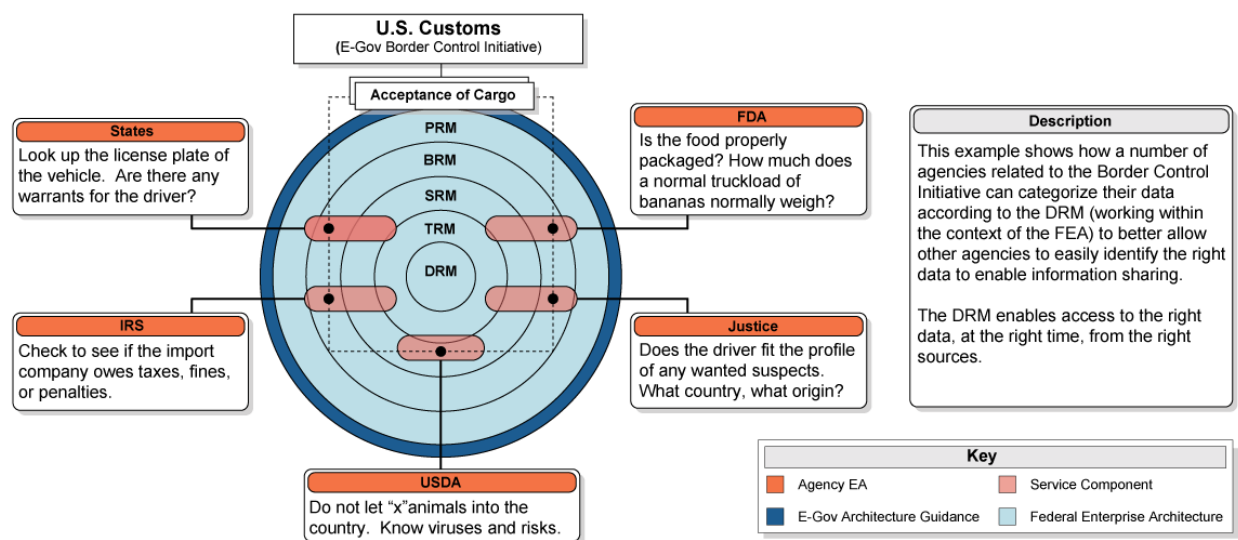 U.S. Customs
(E-Gov Border Control Initiative)
Acceptance of Cargo
PRM
BRM
SRM
TRM
DRM
States
Look up the license plate of
the vehicle.  Are there any
warrants for the driver?
IRS
Check to see if the import
company owes taxes, fines,
or penalties.
USDA
Do not let “x”animals into the
country.  Know viruses and risks.
FDA
Is the food properly
packaged? How much does
a normal truckload of
bananas normally weigh?
Justice
Does the driver fit the profile
of any wanted suspects.
What country, what origin?
Description
This example shows how a number of
agencies related to the Border Control
Initiative can categorize their data
according to the DRM (working within
the context of the FEA) to better allow
other agencies to easily identify the right
data to enable information sharing.
The DRM enables access to the right
data, at the right time, from the right
sources.
Key
Agency EA
Service Component
E-Gov Architecture Guidance
Federal Enterprise Architecture